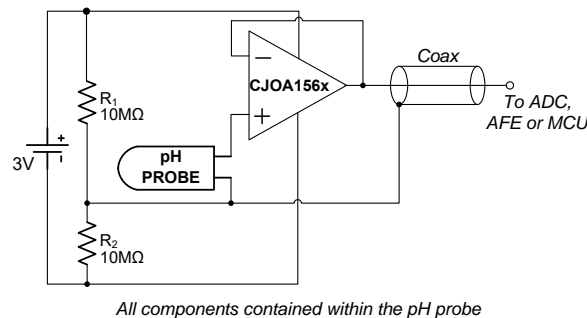 Coax
CJOA156x
R1
10MΩ
To ADC,
AFE or MCU
3V
pH
PROBE
R2
10MΩ
All components contained within the pH probe